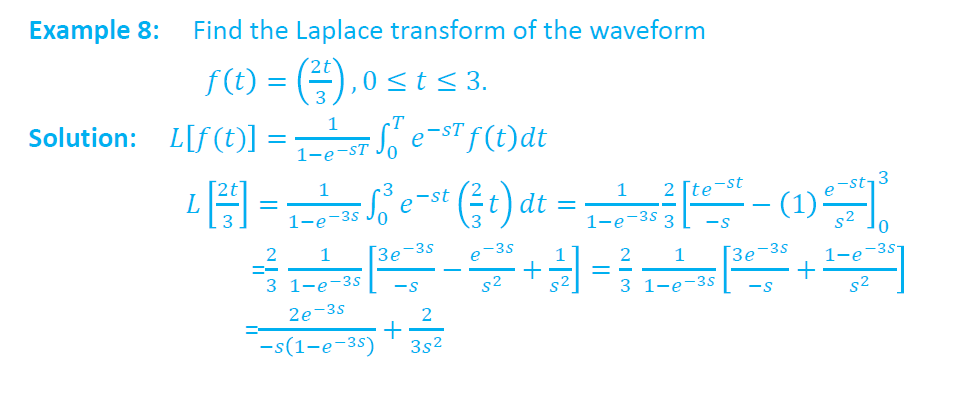 Example 8: Find the Laplace transform of the waveform
f(t) = (2t/3), 0 ≤ t ≤ 3.
Solution: L[f(t)] = 1/(1−e^{−sT}) ∫_0^T e^{−sT} f(t)dt
L[2t/3] = 1/(1−e^{−3s}) ∫_0^3 e^{−st} (2/3 t) dt = 1/(1−e^{−3s}) 2/3 [te^{−st}/−s − (1) e^{−st}/s^2]_0^3
=2/3 1/(1−e^{−3s}) [3e^{−3s}/−s − e^{−3s}/s^2 + 1/s^2] = 2/3 1/(1−e^{−3s}) [3e^{−3s}/−s + (1−e^{−3s})/s^2]
=2e^{−3s}/(−s(1−e^{−3s})) + 2/(3s^2)